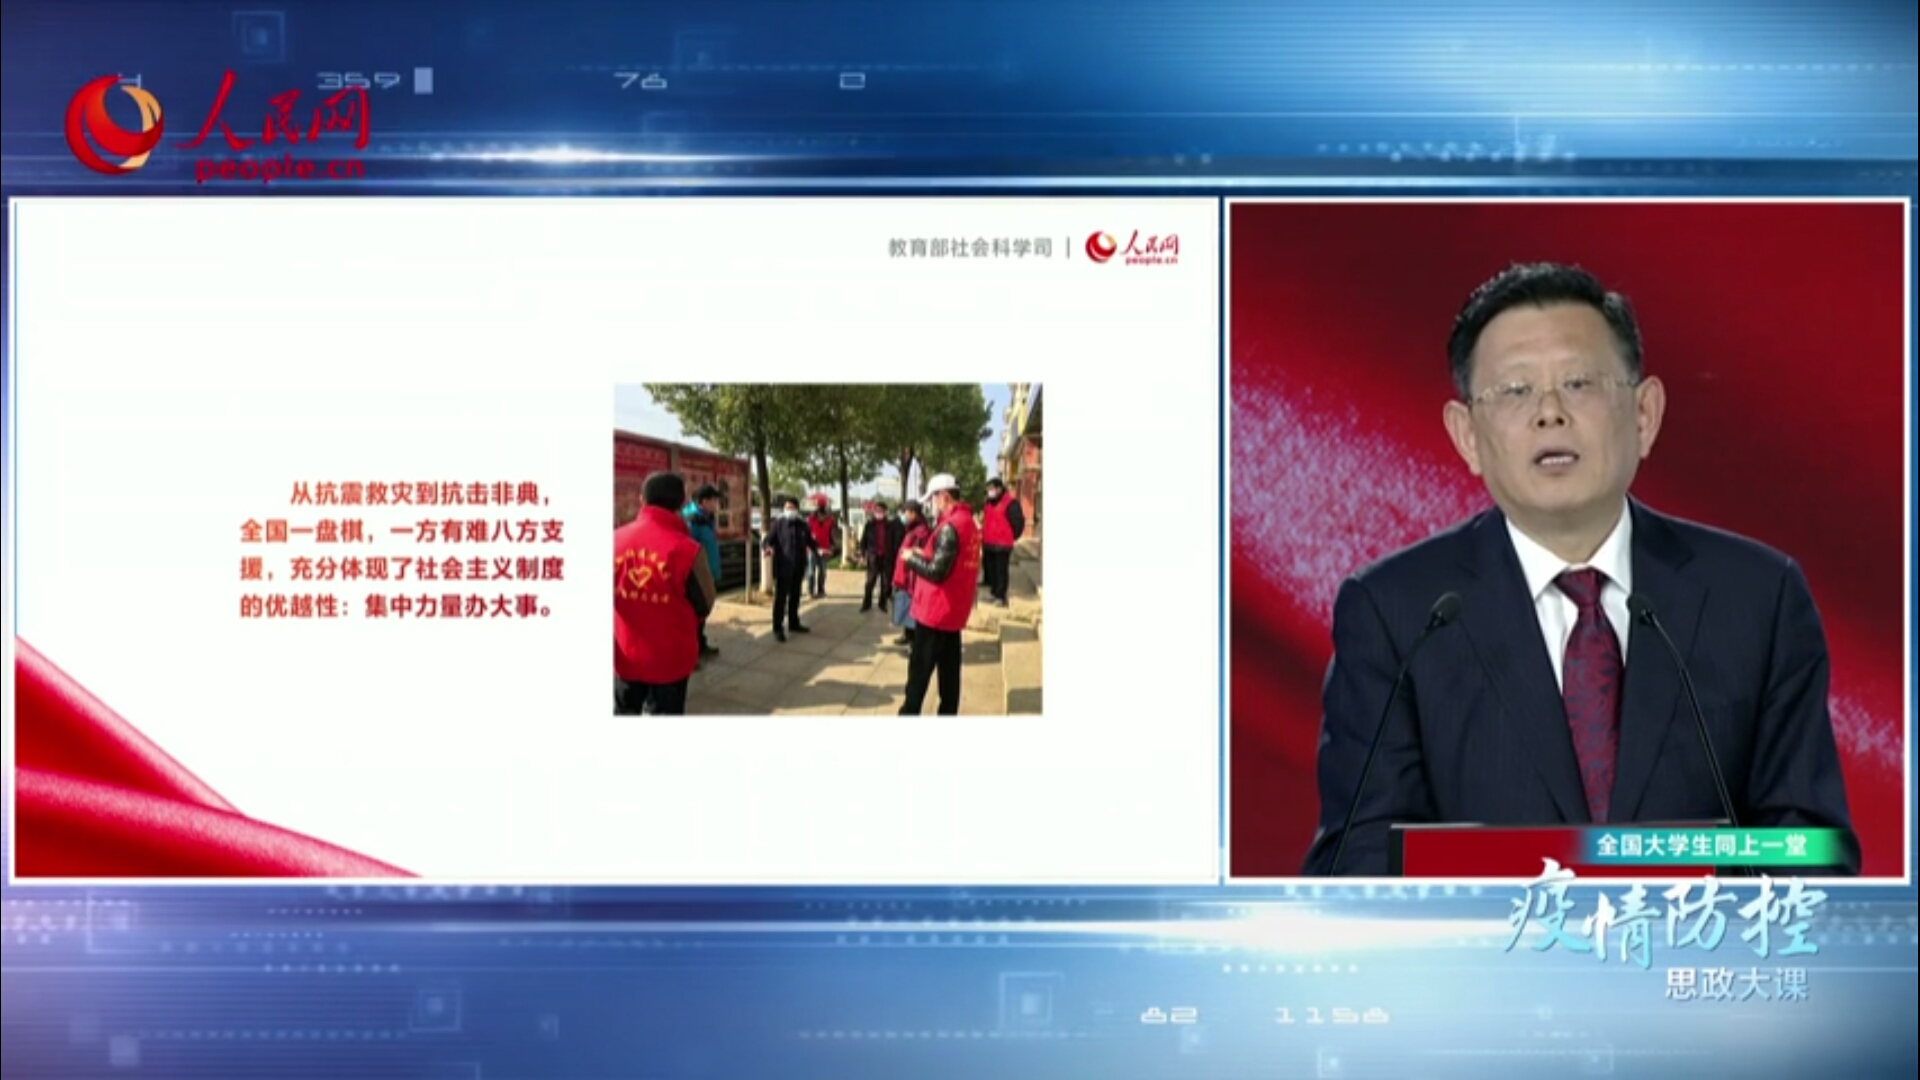 359
76
人民网
people.cn
教育部社会科学司 | 人民网
people.cn
从抗震救灾到抗击非典，
全国一盘棋，一方有难八方支
援，充分体现了社会主义制度
的优越性：集中力量办大事。
全国大学生同上一堂
疫情防控
思政大课
62 1156